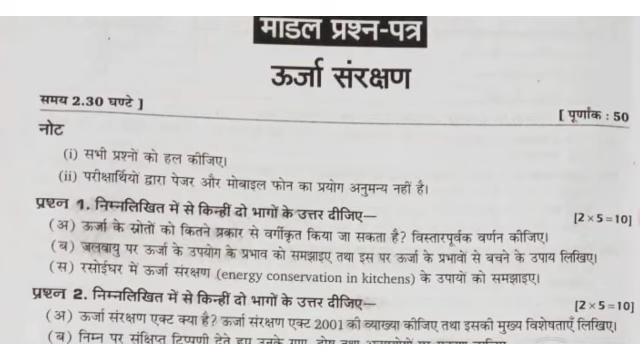 माडल प्रश्न-पत्र
ऊर्जा संरक्षण
समय 2.30 घण्टे ]
[ पूर्णांक : 50
नोट
(i) सभी प्रश्नों को हल कीजिए।
(ii) परीक्षार्थियों द्वारा पेजर और मोबाइल फोन का प्रयोग अनुमन्य नहीं है।
प्रश्न 1. निम्नलिखित में से किन्हीं दो भागों के उत्तर दीजिए— [2×5=10]
(अ) ऊर्जा के स्रोतों को कितने प्रकार से वर्गीकृत किया जा सकता है? विस्तारपूर्वक वर्णन कीजिए।
(ब) जलवायु पर ऊर्जा के उपयोग के प्रभाव को समझाइए तथा इस पर ऊर्जा के प्रभावों से बचने के उपाय लिखिए।
(स) रसोईघर में ऊर्जा संरक्षण (energy conservation in kitchens) के उपायों को समझाइए।
प्रश्न 2. निम्नलिखित में से किन्हीं दो भागों के उत्तर दीजिए— [2×5=10]
(अ) ऊर्जा संरक्षण एक्ट क्या है? ऊर्जा संरक्षण एक्ट 2001 की व्याख्या कीजिए तथा इसकी मुख्य विशेषताएँ लिखिए।
(ब) निम्न पर संक्षिप्त टिप्पणी देते हुए उनके गुण, दोष तथा